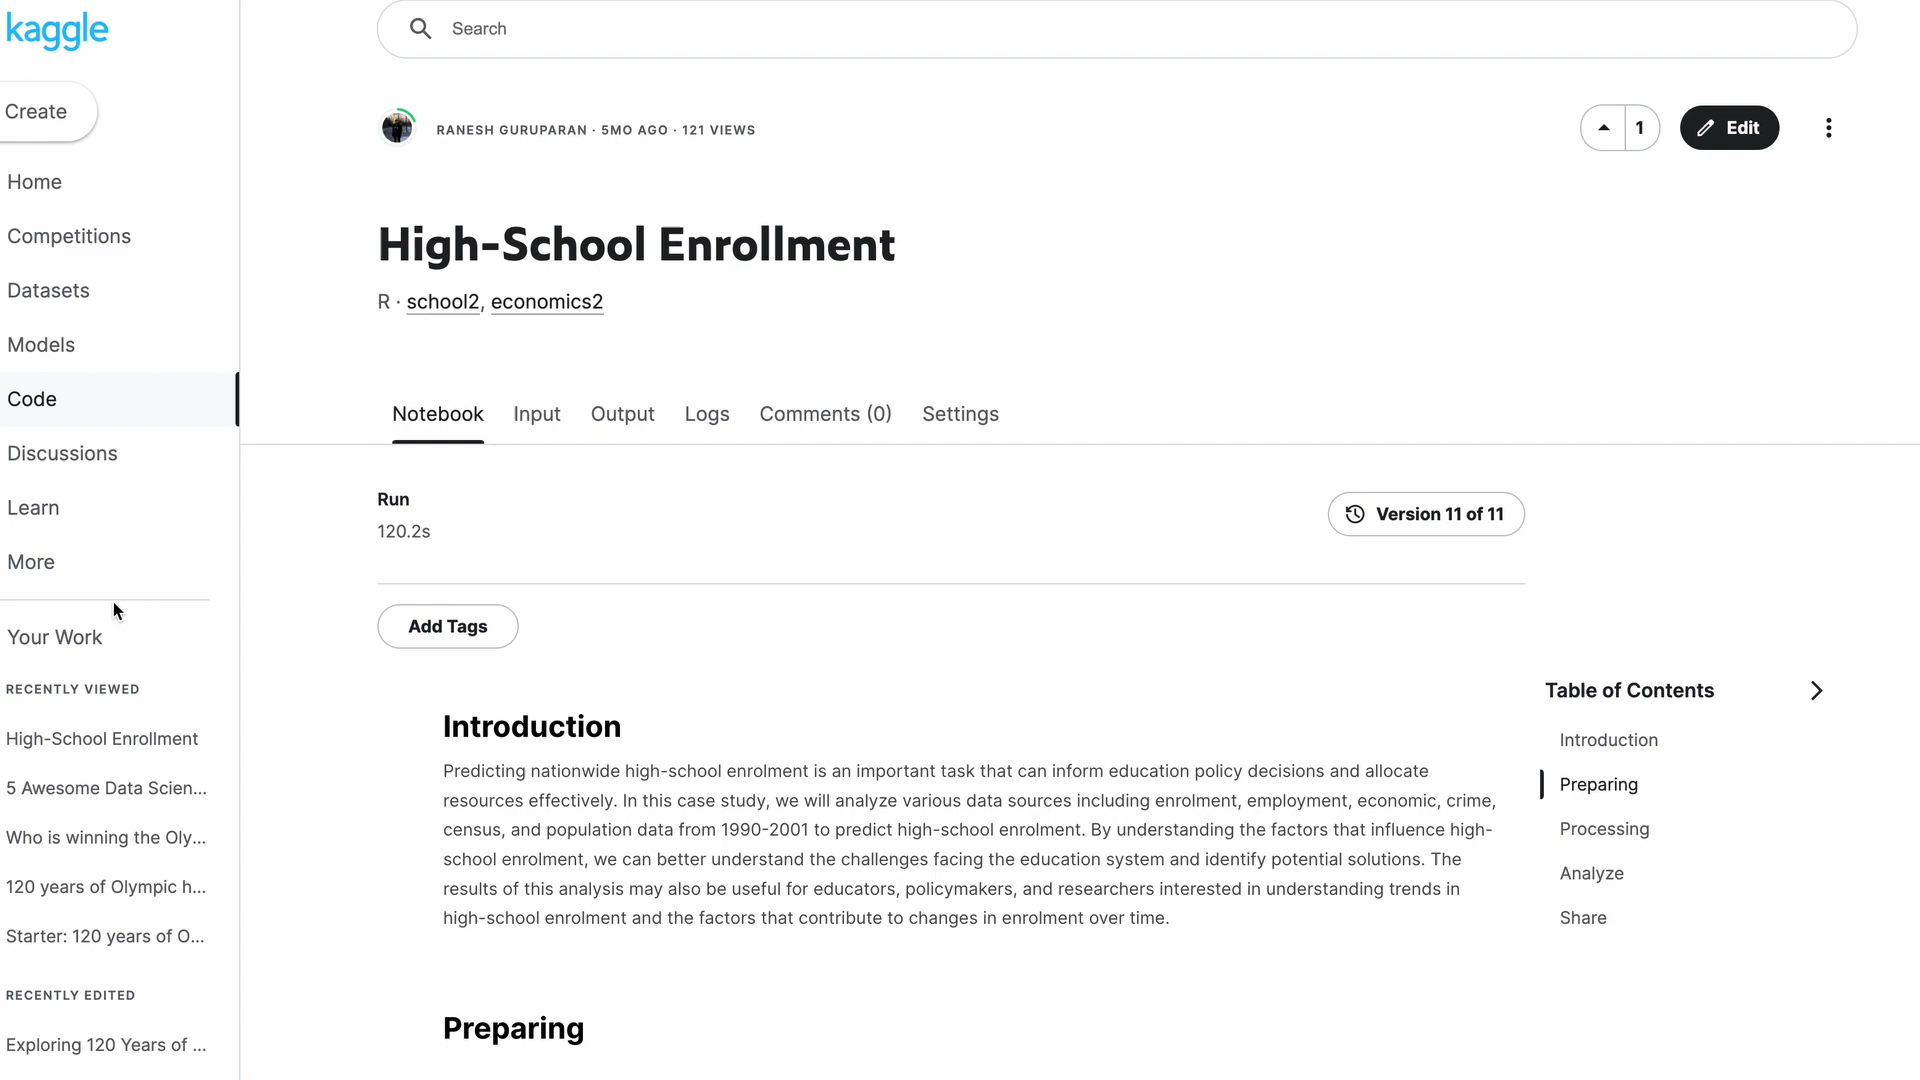 kaggle
Search
Create
RANESH GURUPARAN · 5MO AGO · 121 VIEWS
1
Edit
Home
Competitions
Datasets
Models
Code
Discussions
Learn
More
Your Work
RECENTLY VIEWED
High-School Enrollment
5 Awesome Data Scien...
Who is winning the Oly...
120 years of Olympic h...
Starter: 120 years of O...
RECENTLY EDITED
Exploring 120 Years of ...
High-School Enrollment
R · school2, economics2
Notebook Input Output Logs Comments (0) Settings
Run
120.2s
Version 11 of 11
Add Tags
Introduction
Predicting nationwide high-school enrolment is an important task that can inform education policy decisions and allocate
resources effectively. In this case study, we will analyze various data sources including enrolment, employment, economic, crime,
census, and population data from 1990-2001 to predict high-school enrolment. By understanding the factors that influence high-
school enrolment, we can better understand the challenges facing the education system and identify potential solutions. The
results of this analysis may also be useful for educators, policymakers, and researchers interested in understanding trends in
high-school enrolment and the factors that contribute to changes in enrolment over time.
Preparing
Table of Contents
Introduction
Preparing
Processing
Analyze
Share